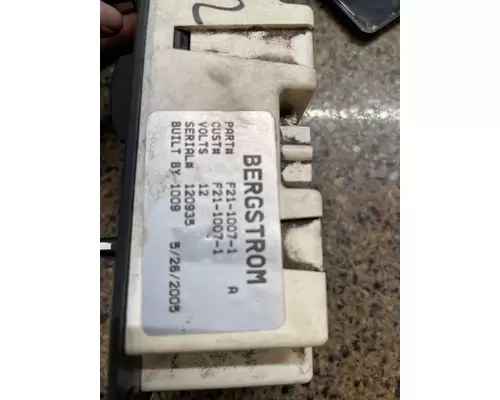 2
BERGSTROM
PART# F21-1007-1 A
CUST# F21-1007-1
VOLTS 12
SERIAL# 120935
BUILT BY 1009 5/26/2005